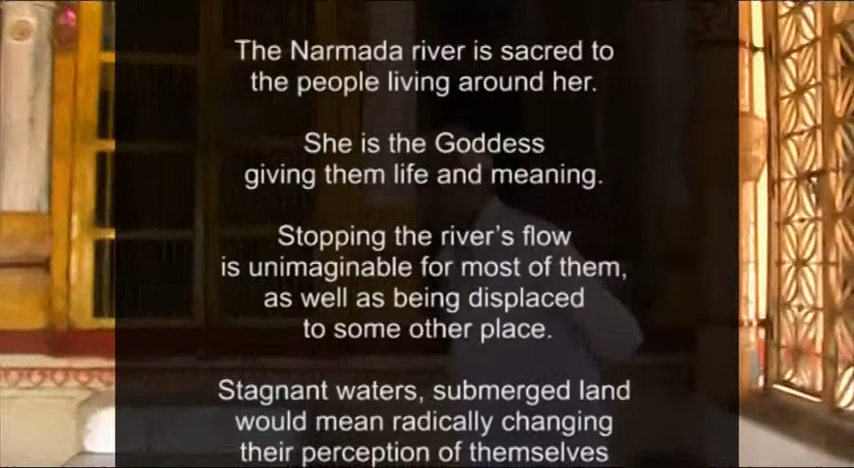 The Narmada river is sacred to
the people living around her.
She is the Goddess
giving them life and meaning.
Stopping the river's flow
is unimaginable for most of them,
as well as being displaced
to some other place.
Stagnant waters, submerged land
would mean radically changing
their perception of themselves